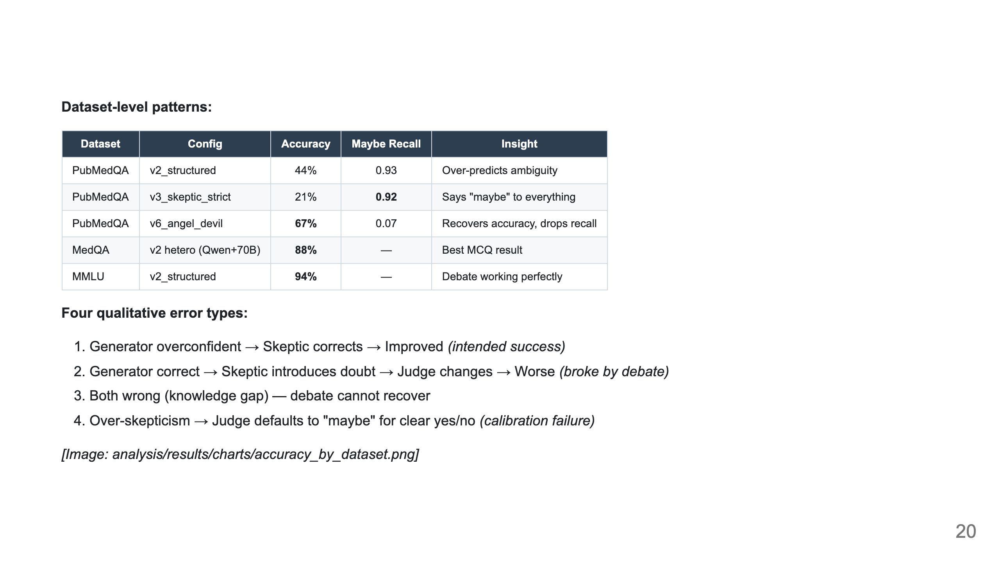 Dataset-level patterns:
Dataset Config Accuracy Maybe Recall Insight
PubMedQA v2_structured 44% 0.93 Over-predicts ambiguity
PubMedQA v3_skeptic_strict 21% 0.92 Says "maybe" to everything
PubMedQA v6_angel_devil 67% 0.07 Recovers accuracy, drops recall
MedQA v2 hetero (Qwen+70B) 88% — Best MCQ result
MMLU v2_structured 94% — Debate working perfectly
Four qualitative error types:
1. Generator overconfident → Skeptic corrects → Improved (intended success)
2. Generator correct → Skeptic introduces doubt → Judge changes → Worse (broke by debate)
3. Both wrong (knowledge gap) — debate cannot recover
4. Over-skepticism → Judge defaults to "maybe" for clear yes/no (calibration failure)
[Image: analysis/results/charts/accuracy_by_dataset.png]
20